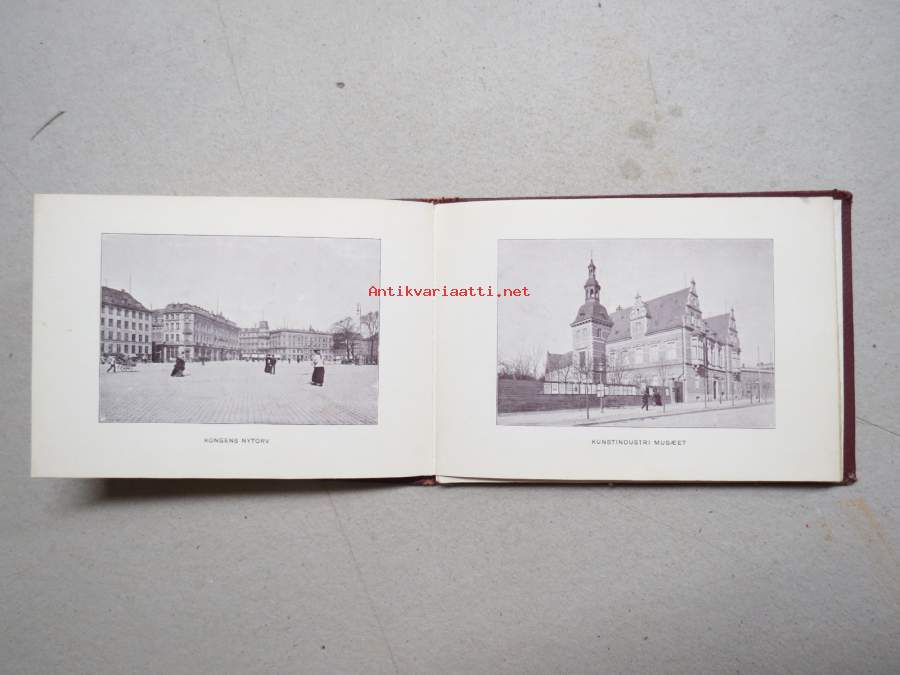 Antikvariaatti.net
KONGENS NYTORV
KUNSTINDUSTRI MUSÆET